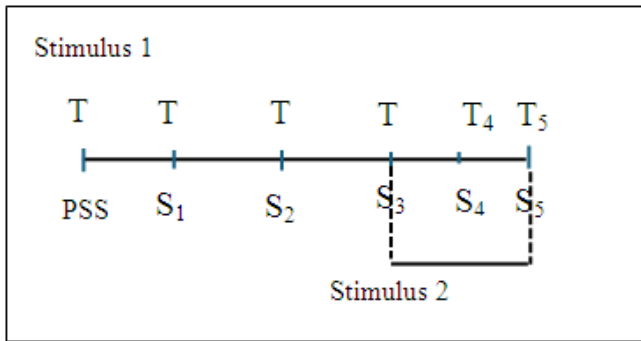 Stimulus 1
T T T T T₄ T₅
PSS S₁ S₂ S₃ S₄ S₅
Stimulus 2